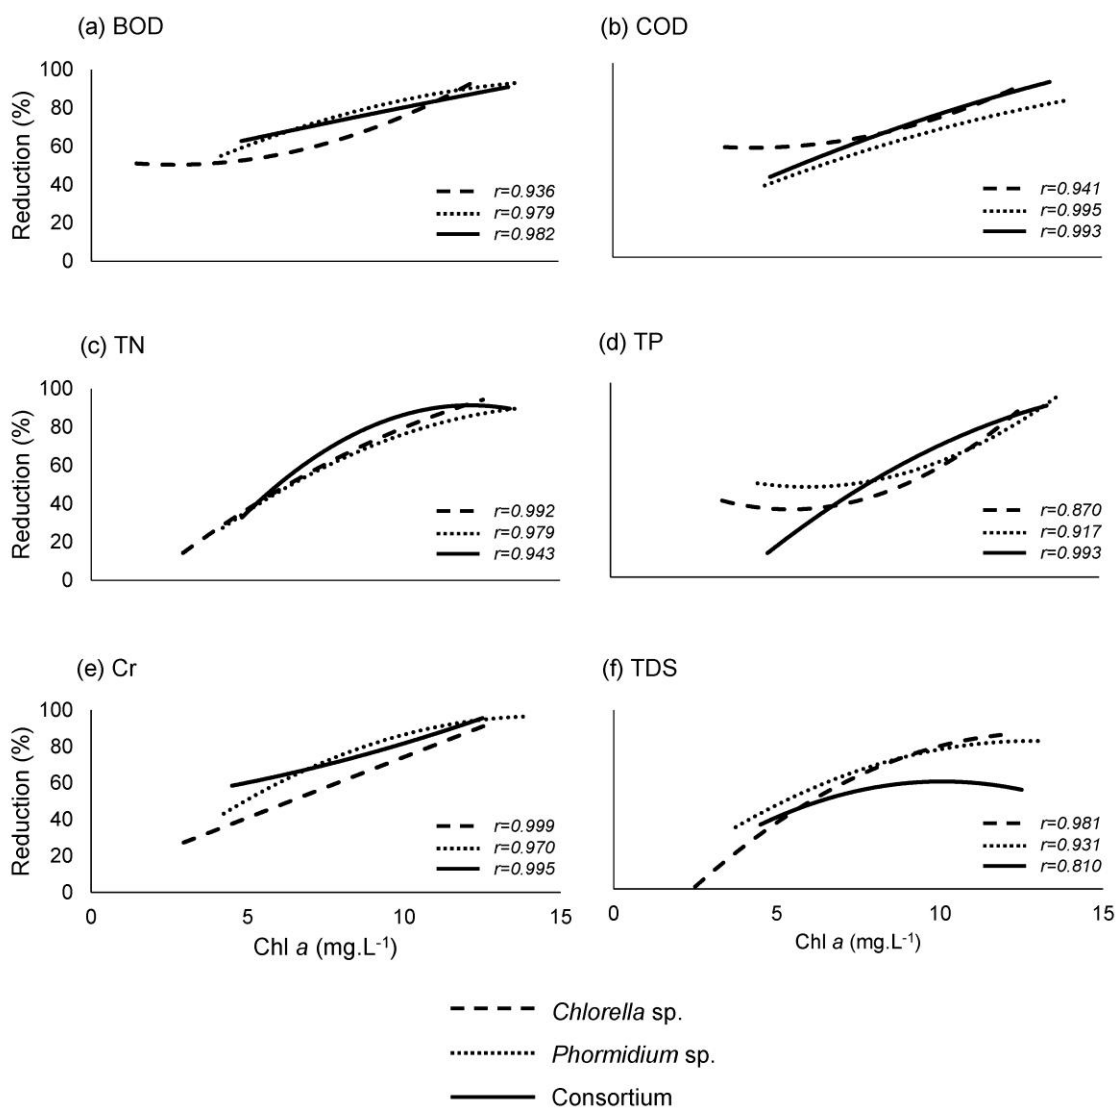 (a) BOD
(b) COD
Reduction (%)
100
80
60
40
20
0
r=0.936
r=0.979
r=0.982
r=0.941
r=0.995
r=0.993
(c) TN
(d) TP
Reduction (%)
100
80
60
40
20
0
r=0.992
r=0.979
r=0.943
r=0.870
r=0.917
r=0.993
(e) Cr
(f) TDS
Reduction (%)
100
80
60
40
20
0
r=0.999
r=0.970
r=0.995
r=0.981
r=0.931
r=0.810
0 5 10 15
0 5 10 15
Chl a (mg.L-1)
Chl a (mg.L-1)
Chlorella sp.
Phormidium sp.
Consortium